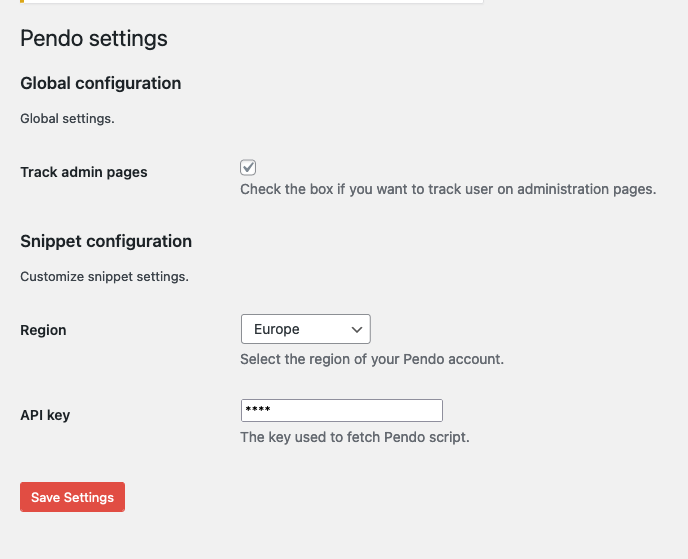 Pendo settings
Global configuration
Global settings.
Track admin pages
Check the box if you want to track user on administration pages.
Snippet configuration
Customize snippet settings.
Region
Europe
Select the region of your Pendo account.
API key
****
The key used to fetch Pendo script.
Save Settings